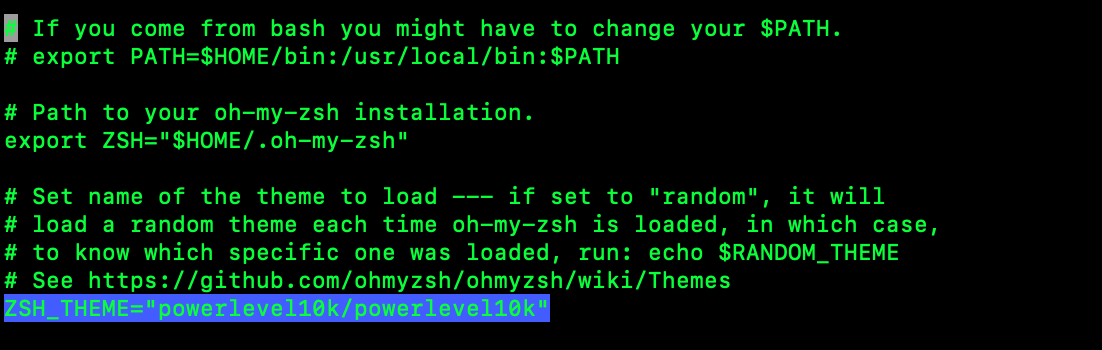 # If you come from bash you might have to change your $PATH.
# export PATH=$HOME/bin:/usr/local/bin:$PATH
# Path to your oh-my-zsh installation.
export ZSH="$HOME/.oh-my-zsh"
# Set name of the theme to load --- if set to "random", it will
# load a random theme each time oh-my-zsh is loaded, in which case,
# to know which specific one was loaded, run: echo $RANDOM_THEME
# See https://github.com/ohmyzsh/ohmyzsh/wiki/Themes
ZSH_THEME="powerlevel10k/powerlevel10k"